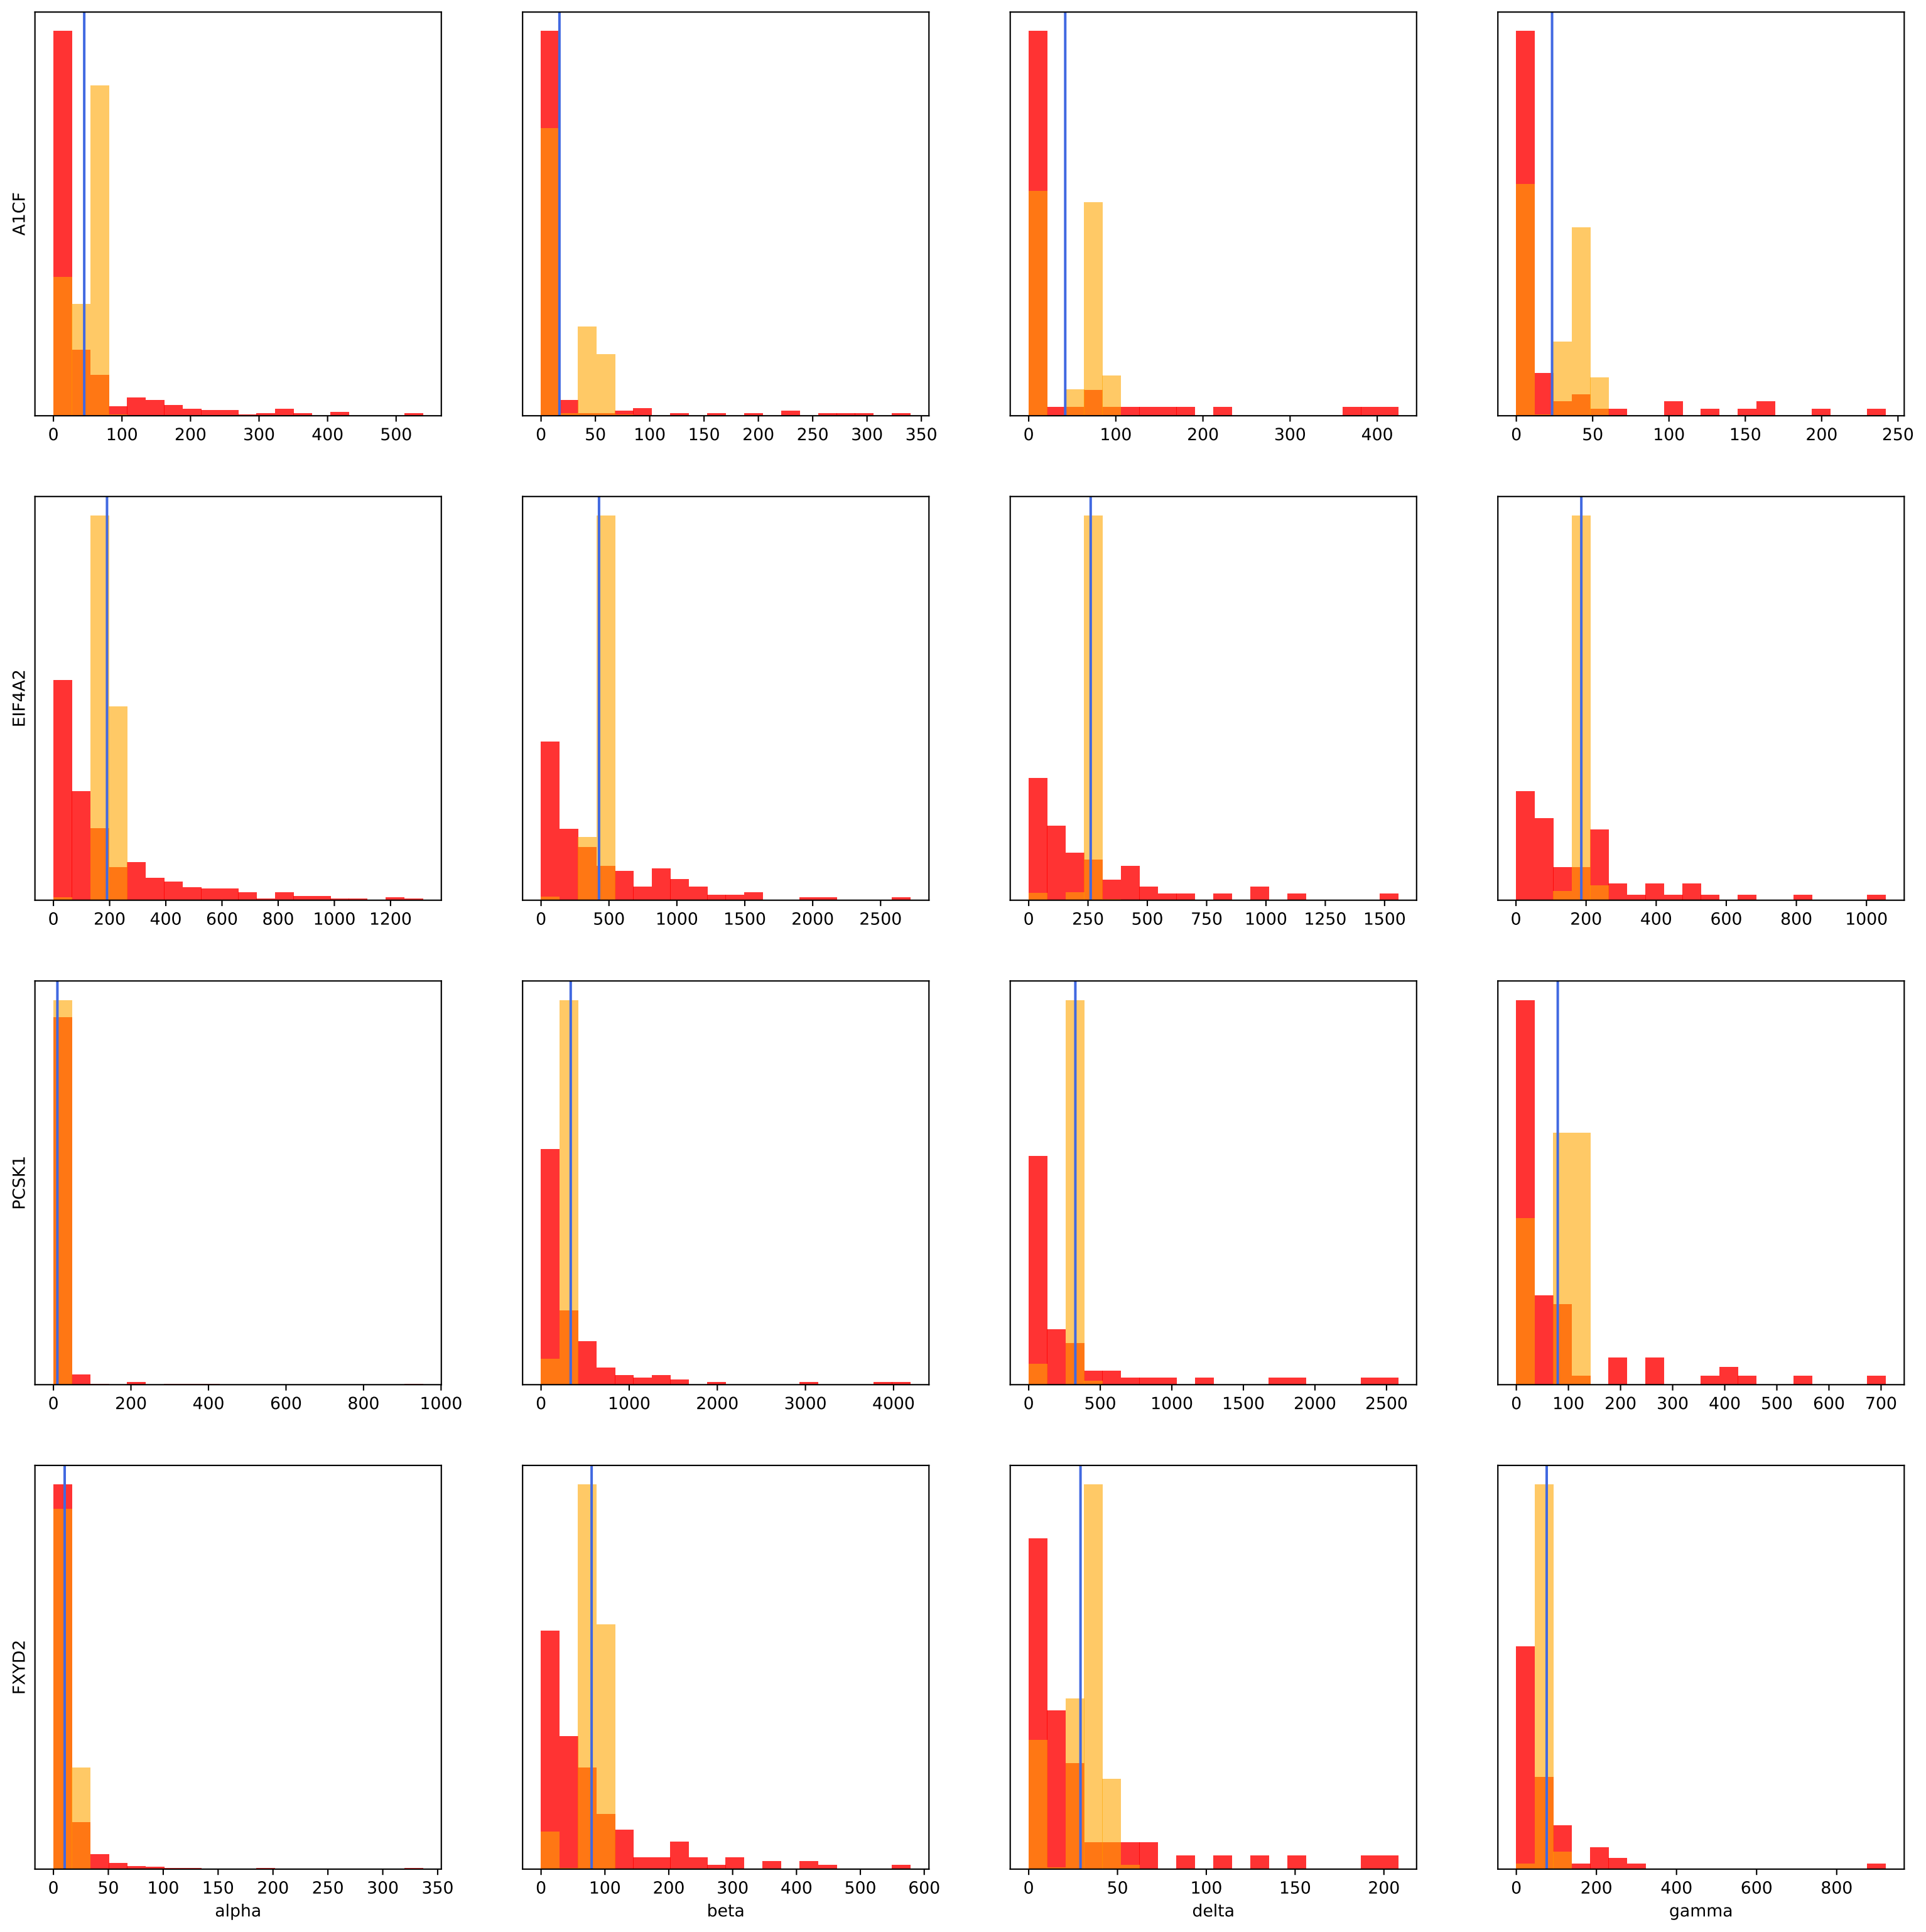 A1CF
0 100 200 300 400 500
0 50 100 150 200 250 300 350
0 100 200 300 400
0 50 100 150 200 250
EIF4A2
0 200 400 600 800 1000 1200
0 500 1000 1500 2000 2500
0 250 500 750 1000 1250 1500
0 200 400 600 800 1000
PCSK1
0 200 400 600 800 1000
0 1000 2000 3000 4000
0 500 1000 1500 2000 2500
0 100 200 300 400 500 600 700
FXYD2
0 50 100 150 200 250 300 350
0 100 200 300 400 500 600
0 50 100 150 200
0 200 400 600 800
alpha
beta
delta
gamma